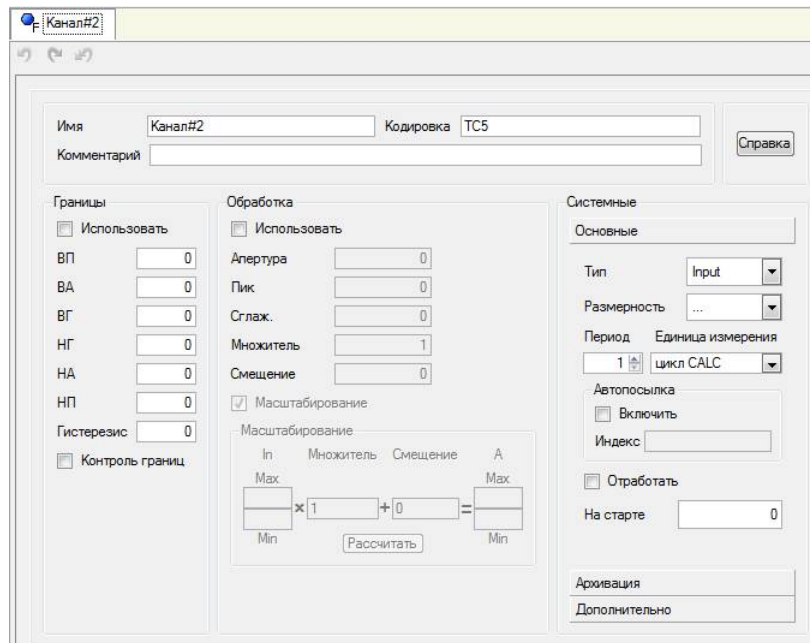 F Канал#2
Имя Канал#2 Кодировка TC5
Комментарий
Справка
Границы
Использовать
ВП 0
ВА 0
ВГ 0
НГ 0
НА 0
НП 0
Гистерезис 0
Контроль границ
Обработка
Использовать
Апертура 0
Пик 0
Сглаж. 0
Множитель 1
Смещение 0
Масштабирование
Масштабирование
In Множитель Смещение A
Max Max
× 1 + 0 =
Min Рассчитать Min
Системные
Основные
Тип Input
Размерность ...
Период Единица измерения
1 цикл CALC
Автопосылка
Включить
Индекс
Отработать
На старте 0
Архивация
Дополнительно